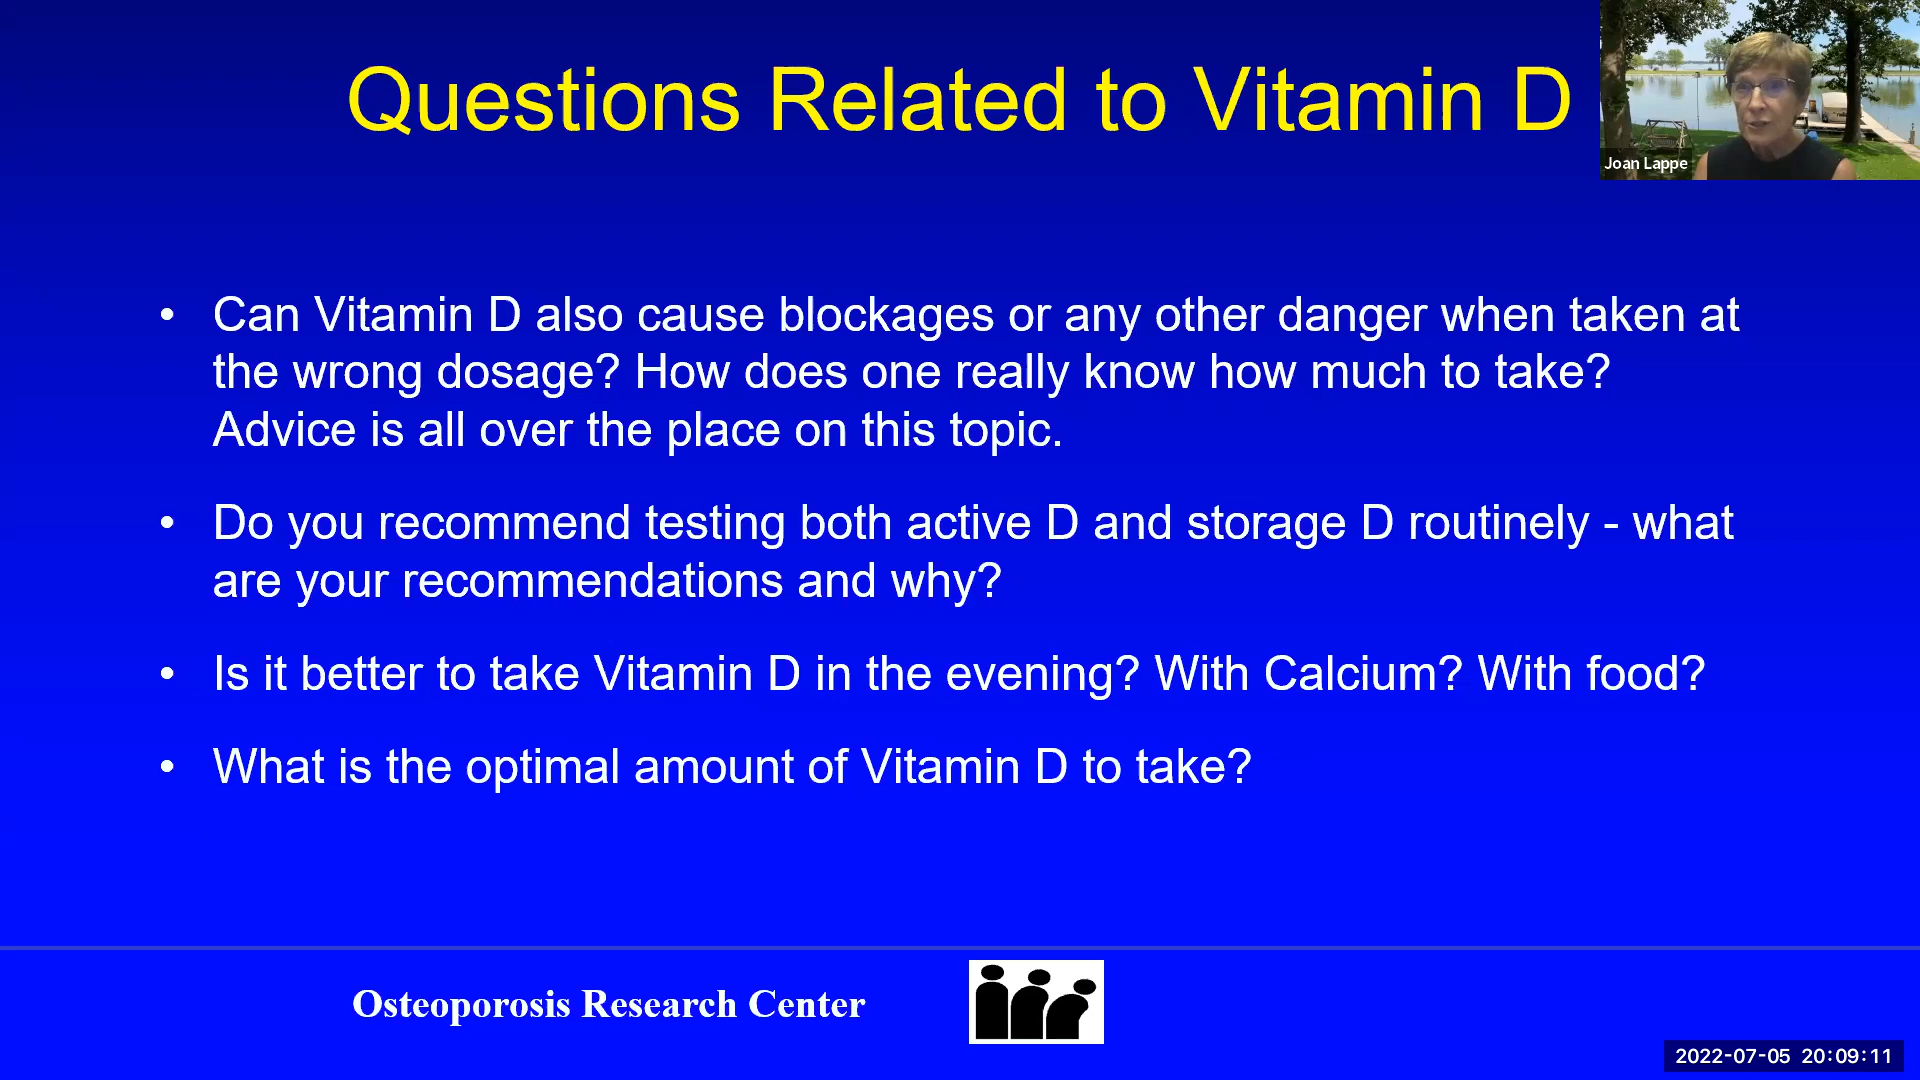 Questions Related to Vitamin D
Joan Lappe
• Can Vitamin D also cause blockages or any other danger when taken at
the wrong dosage? How does one really know how much to take?
Advice is all over the place on this topic.
• Do you recommend testing both active D and storage D routinely - what
are your recommendations and why?
• Is it better to take Vitamin D in the evening? With Calcium? With food?
• What is the optimal amount of Vitamin D to take?
Osteoporosis Research Center
2022-07-05 20:09:11